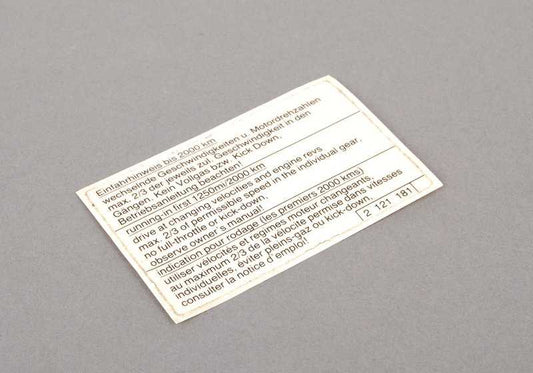 Einfahrhinweis bis 2000 km
wechselnde Geschwindigkeiten u. Motordrehzahlen
max. 2/3 der jeweils zul. Geschwindigkeit in den
Gängen. Kein Vollgas bzw. Kick Down.
Betriebsanleitung beachten!
running-in first 1250mi/2000 km
drive at changing velocities and engine revs
max. 2/3 of permissible speed in the individual gear.
no full-throttle or kick-down.
observe owner's manual!
indication pour rodage (les premiers 2000 kms)
utiliser vélocités et regimes moteur changeants.
au maximum 2/3 de la vélocite permise dans vitesses
individuelles. éviter pleins-gaz ou kick-down.
consulter la notice d'emploi!
2 121 181